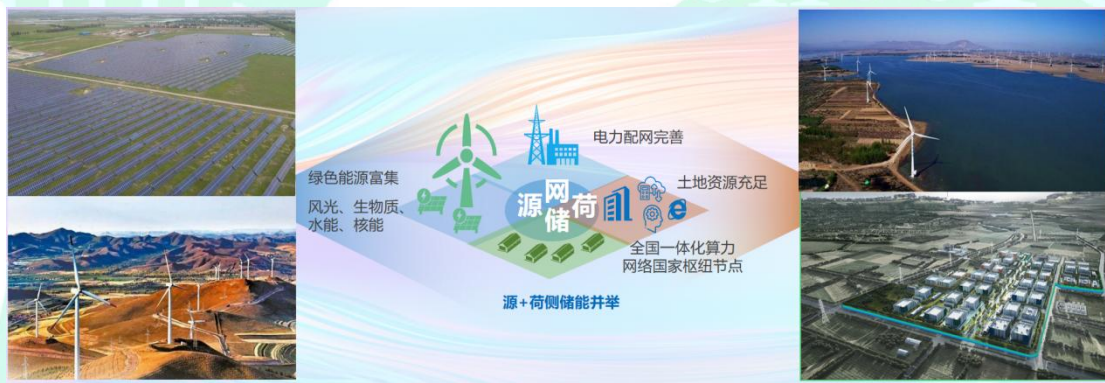 电力配网完善
绿色能源富集
风光、生物质、
水能、核能
源网荷
储
土地资源充足
全国一体化算力
网络国家枢纽节点
源+荷侧储能并举